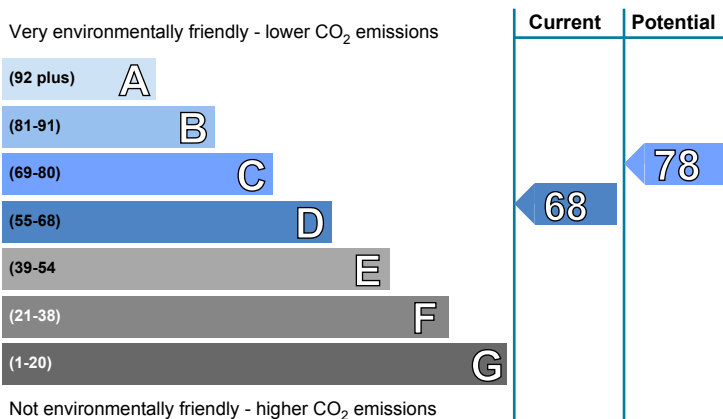 Current Potential
Very environmentally friendly - lower CO2 emissions
(92 plus) A
(81-91) B
(69-80) C
78
(55-68) D
68
(39-54 E
(21-38) F
(1-20) G
Not environmentally friendly - higher CO2 emissions